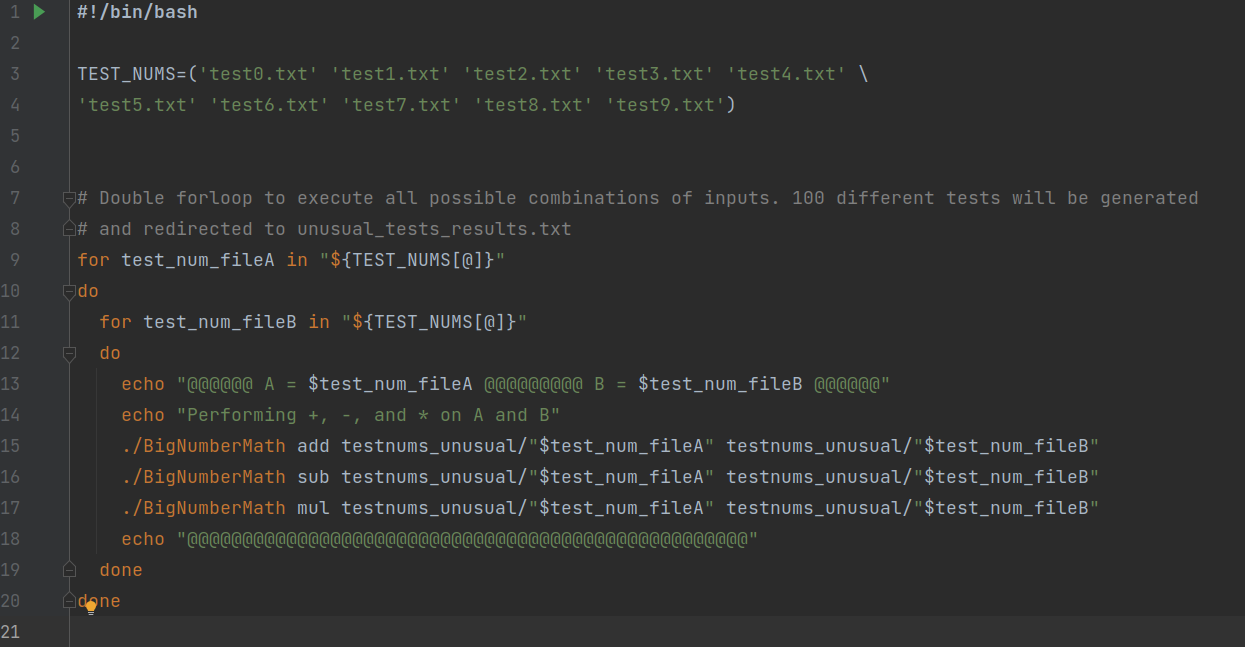 1 #!/bin/bash
2
3 TEST_NUMS=('test0.txt' 'test1.txt' 'test2.txt' 'test3.txt' 'test4.txt' \
4 'test5.txt' 'test6.txt' 'test7.txt' 'test8.txt' 'test9.txt')
5
6
7 # Double forloop to execute all possible combinations of inputs. 100 different tests will be generated
8 # and redirected to unusual_tests_results.txt
9 for test_num_fileA in "${TEST_NUMS[@]}"
10 do
11   for test_num_fileB in "${TEST_NUMS[@]}"
12   do
13     echo "@@@@@@ A = $test_num_fileA @@@@@@@@@ B = $test_num_fileB @@@@@@"
14     echo "Performing +, -, and * on A and B"
15     ./BigNumberMath add testnums_unusual/"$test_num_fileA" testnums_unusual/"$test_num_fileB"
16     ./BigNumberMath sub testnums_unusual/"$test_num_fileA" testnums_unusual/"$test_num_fileB"
17     ./BigNumberMath mul testnums_unusual/"$test_num_fileA" testnums_unusual/"$test_num_fileB"
18     echo "@@@@@@@@@@@@@@@@@@@@@@@@@@@@@@@@@@@@@@@@@@@@@@@@@@@"
19   done
20 done
21